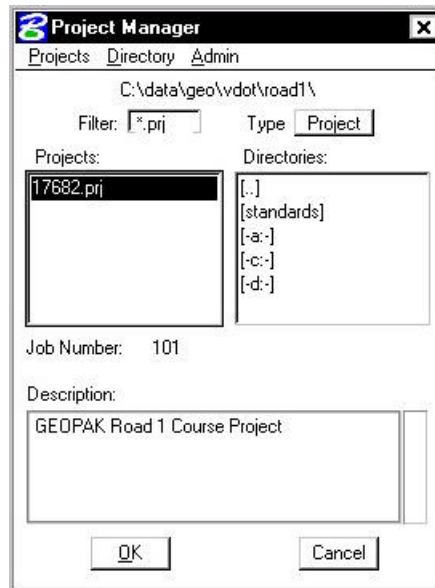 Project Manager
Projects Directory Admin
C:\data\geo\vdot\road1\
Filter: *.prj Type Project
Projects: Directories:
17682.prj [..]
[standards]
[-a:-]
[-c:-]
[-d:-]
Job Number: 101
Description:
GEOPAK Road 1 Course Project
OK Cancel